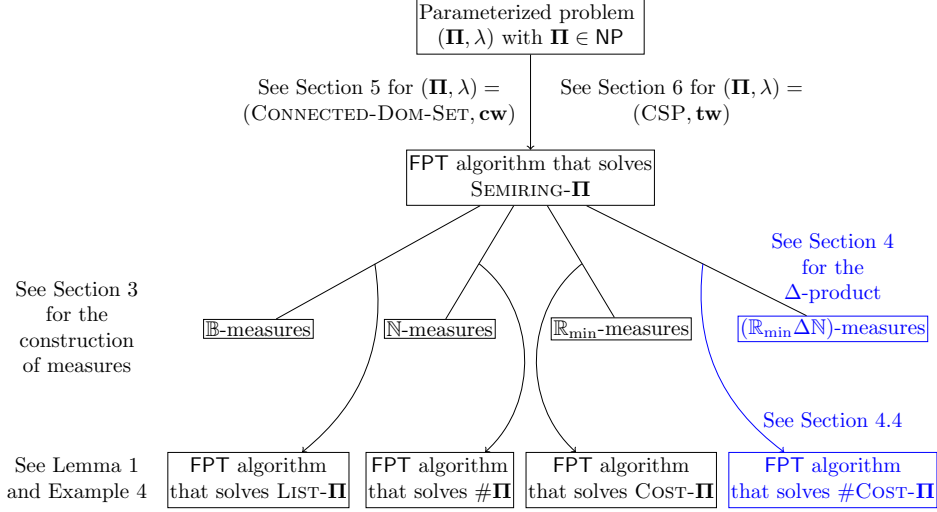 Parameterized problem
(Π, λ) with Π ∈ NP
See Section 5 for (Π, λ) =
(CONNECTED-DOM-SET, cw)
See Section 6 for (Π, λ) =
(CSP, tw)
FPT algorithm that solves
SEMIRING-Π
See Section 4
for the
Δ-product
See Section 3
for the
construction
of measures
𝔹-measures
ℕ-measures
ℝmin-measures
(ℝminΔℕ)-measures
See Section 4.4
See Lemma 1
and Example 4
FPT algorithm
that solves LIST-Π
FPT algorithm
that solves #Π
FPT algorithm
that solves COST-Π
FPT algorithm
that solves #COST-Π